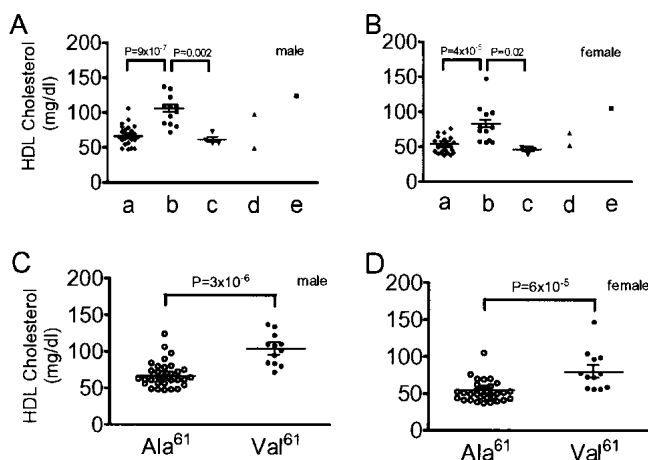 A
male
P=9x10⁻⁷
P=0.002
HDL Cholesterol
(mg/dl)
200
150
100
50
0
a b c d e
B
female
P=4x10⁻⁵
P=0.02
200
150
100
50
0
a b c d e
C
male
P=3x10⁻⁶
HDL Cholesterol
(mg/dl)
200
150
100
50
0
Ala⁶¹ Val⁶¹
D
female
P=6x10⁻⁵
200
150
100
50
0
Ala⁶¹ Val⁶¹